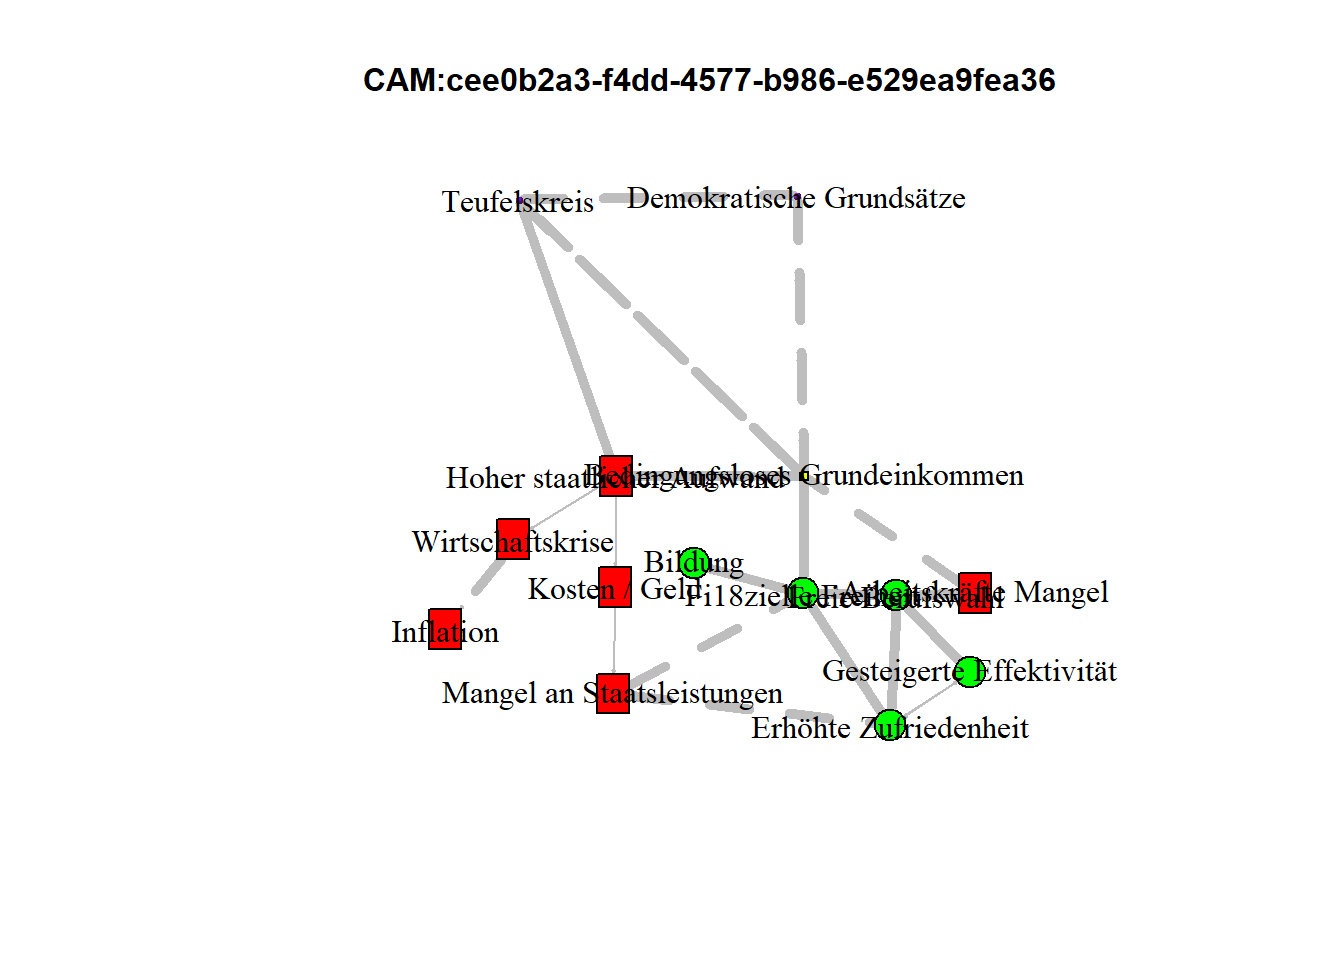 CAM:cee0b2a3-f4dd-4577-b986-e529ea9fea36
Teufelskreis
Demokratische Grundsätze
Hoher staatlicher Aufwand
Bedingungsloses Grundeinkommen
Wirtschaftskrise
Bildung
Kosten / Geld
Fi18zielle Freiheit
Freie Berufswahl
Arbeitskräfte Mangel
Inflation
Gesteigerte Effektivität
Mangel an Staatsleistungen
Erhöhte Zufriedenheit